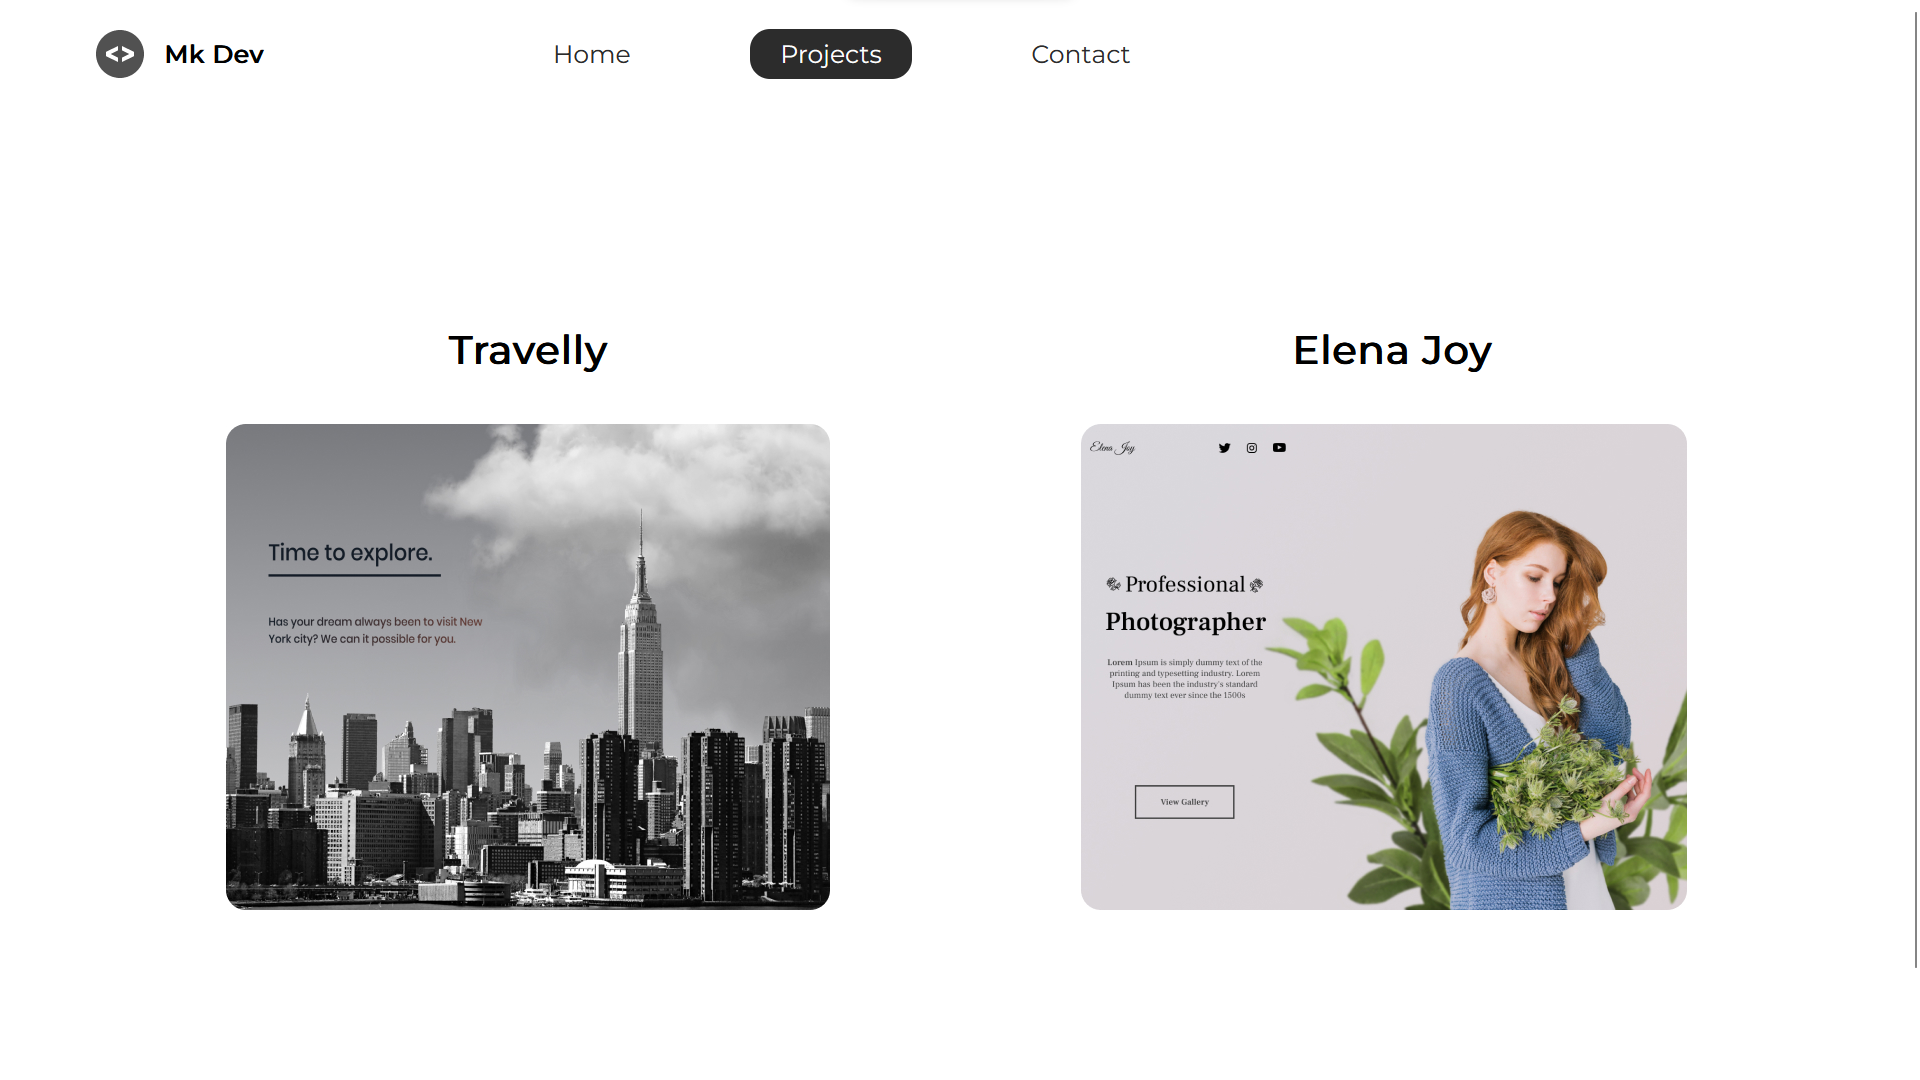 Mk Dev
Home
Projects
Contact
Travelly
Time to explore.
Has your dream always been to visit New
York city? We can it possible for you.
Elena Joy
Elena Joy
Professional
Photographer
Lorem Ipsum is simply dummy text of the
printing and typesetting industry. Lorem
Ipsum has been the industry's standard
dummy text ever since the 1500s
View Gallery